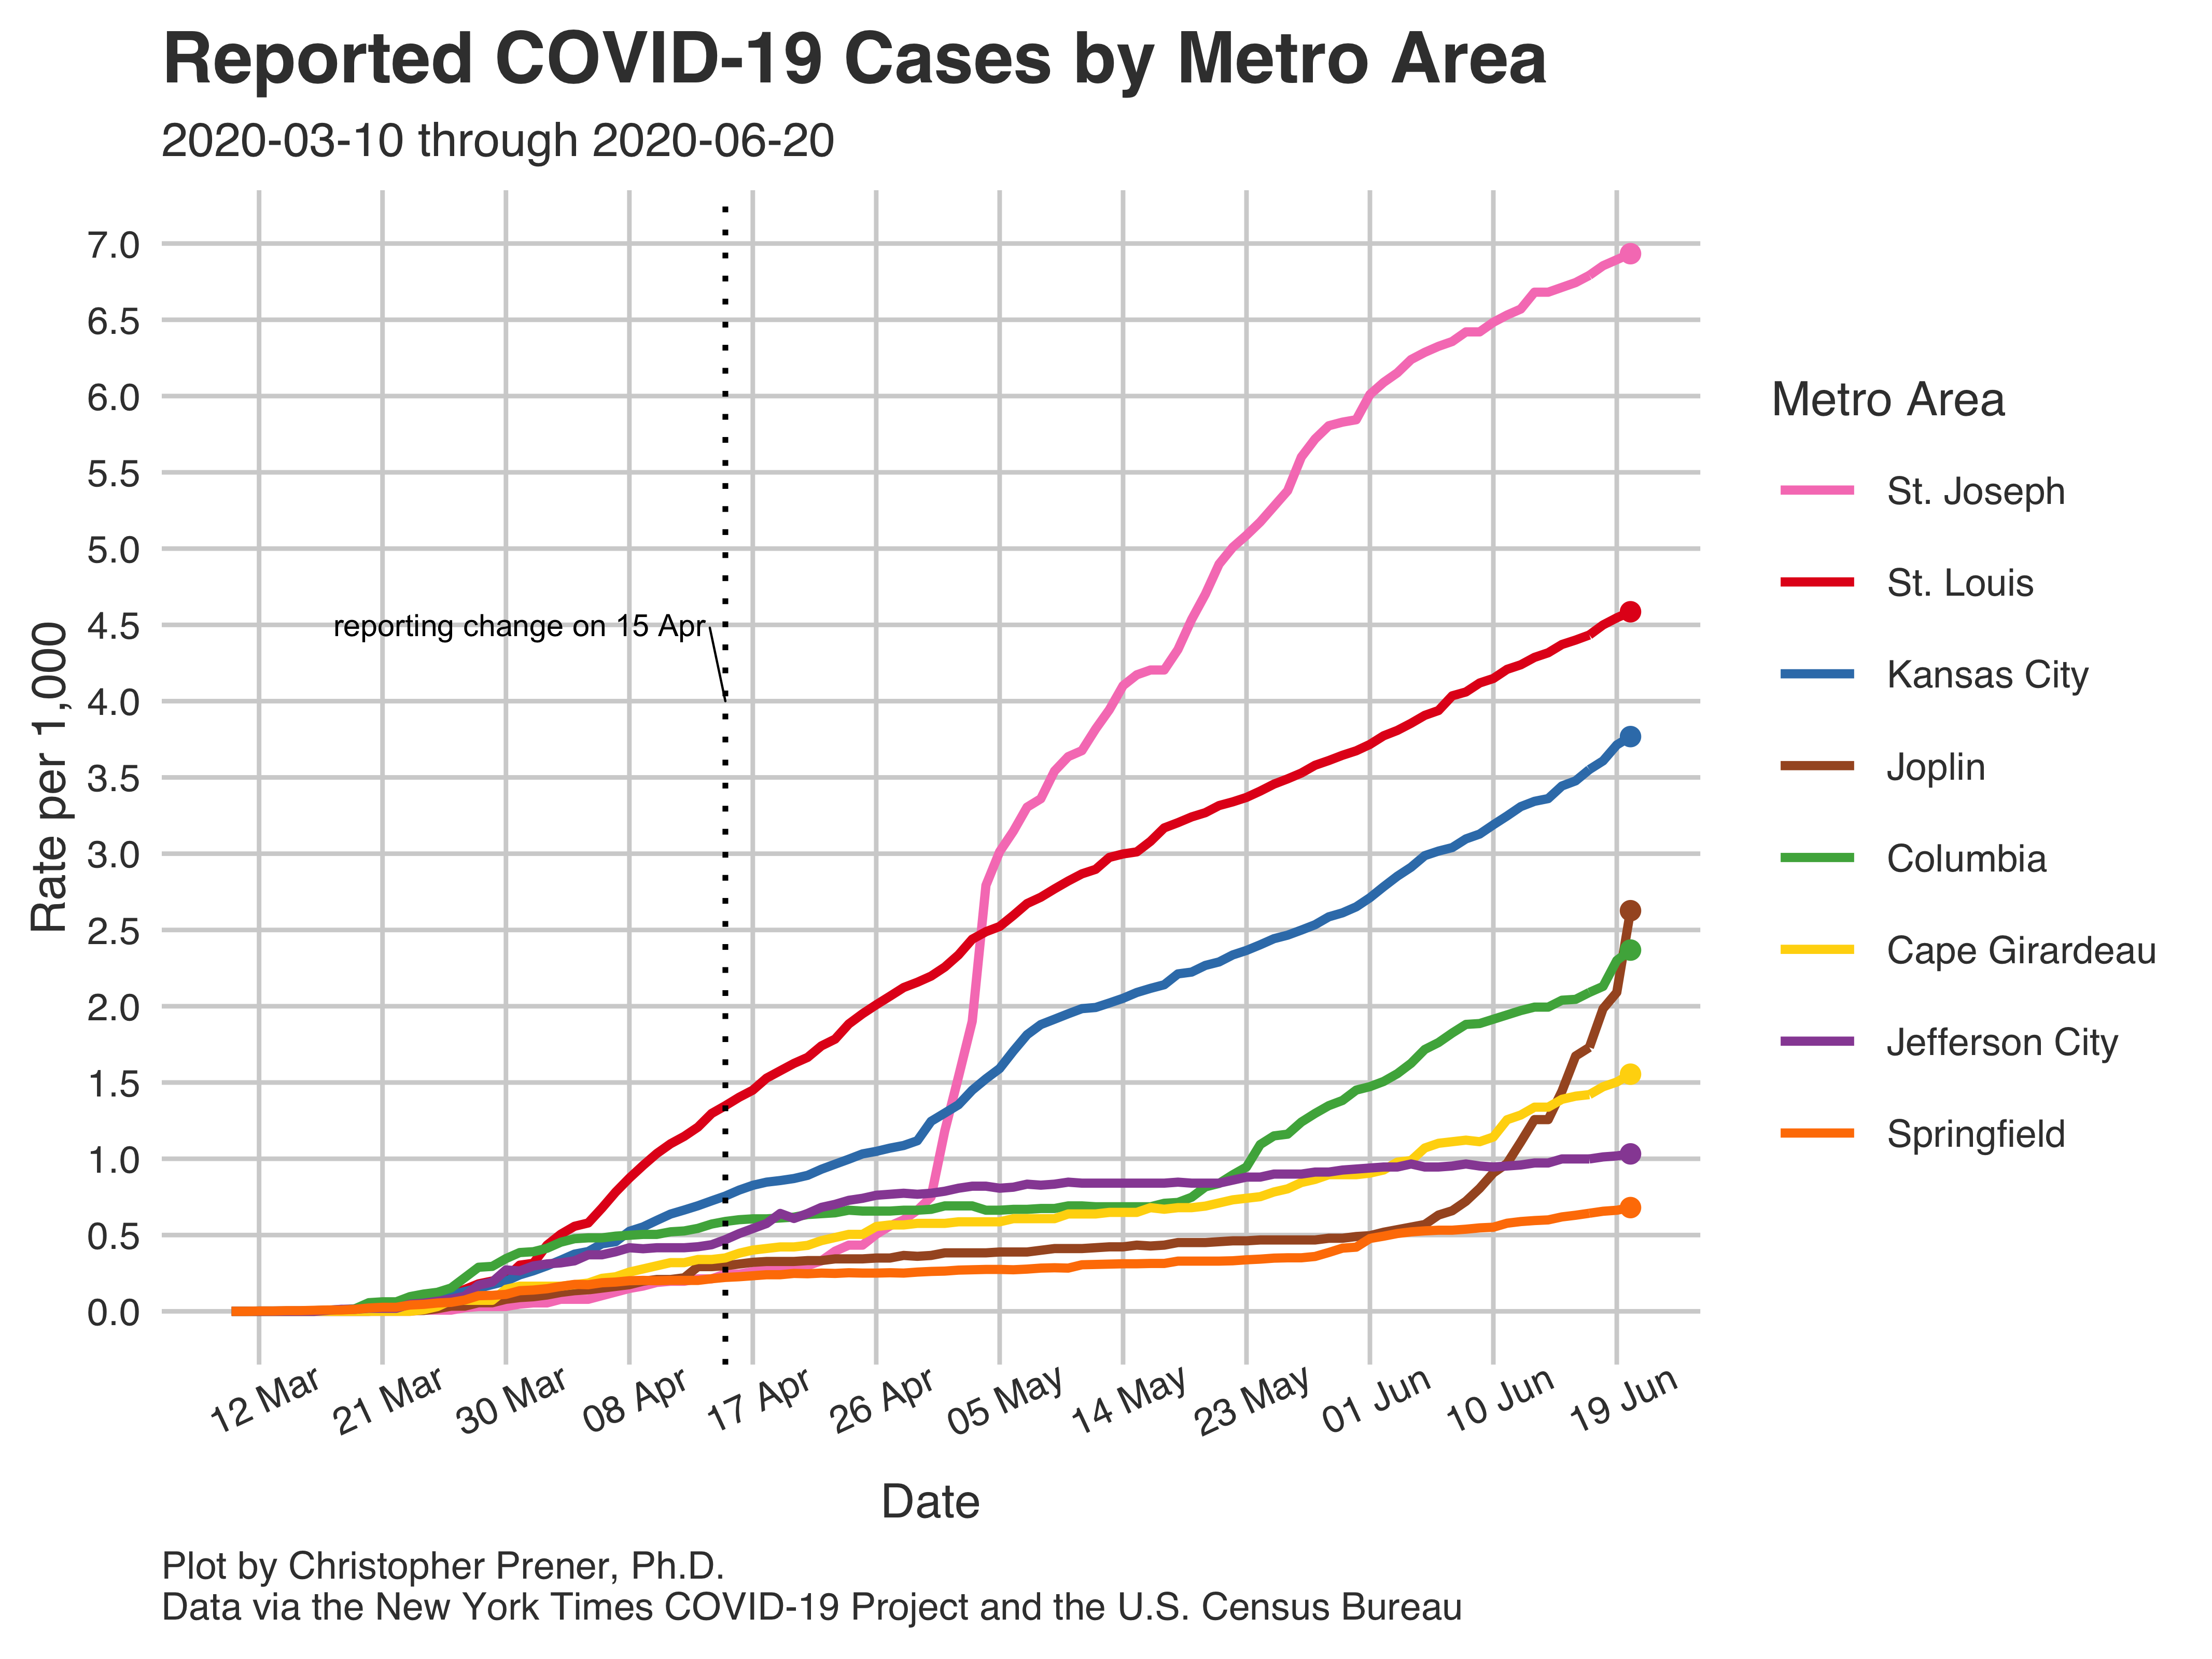 Reported COVID-19 Cases by Metro Area
2020-03-10 through 2020-06-20
7.0
6.5
6.0
5.5
5.0
4.5
4.0
3.5
3.0
2.5
2.0
1.5
1.0
0.5
0.0
Rate per 1,000
reporting change on 15 Apr
12 Mar
21 Mar
30 Mar
08 Apr
17 Apr
26 Apr
05 May
14 May
23 May
01 Jun
10 Jun
19 Jun
Date
Metro Area
St. Joseph
St. Louis
Kansas City
Joplin
Columbia
Cape Girardeau
Jefferson City
Springfield
Plot by Christopher Prener, Ph.D.
Data via the New York Times COVID-19 Project and the U.S. Census Bureau